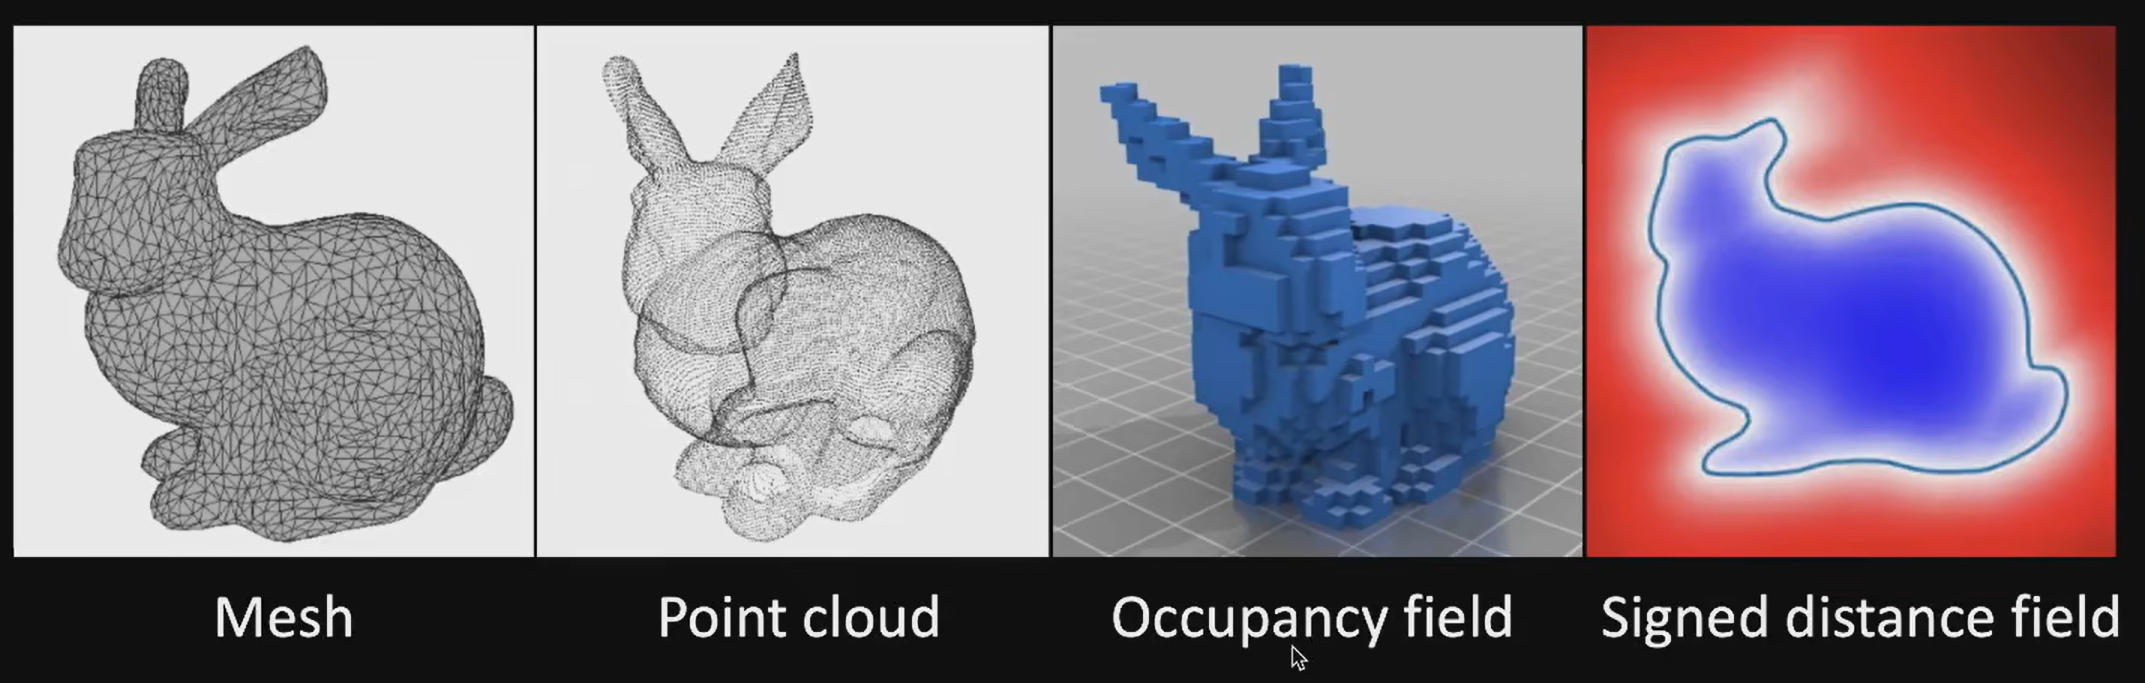 Mesh
Point cloud
Occupancy field
Signed distance field